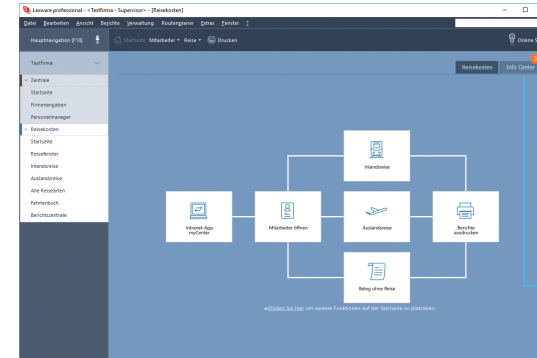 Lexware professional - <Testfirma - Supervisor> - [Reisekosten]
Datei Bearbeiten Ansicht Berichte Verwaltung Routenplaner Extras Fenster ?
Hauptnavigation [F10]
Startseite Mitarbeiter Reise Drucken
Online S
Testfirma
Reisekosten
Info Center
Zentrale
Startseite
Firmenangaben
Personalmanager
Reisekosten
Startseite
Reisefenster
Inlandsreise
Auslandsreise
Alle Reisearten
Fahrtenbuch
Berichtszentrale
Inlandsreise
Intranet-App
myCenter
Mitarbeiter öffnen
Auslandsreise
Berichte
ausdrucken
Beleg ohne Reise
Klicken Sie hier um weitere Funktionen auf der Startseite zu platzieren.